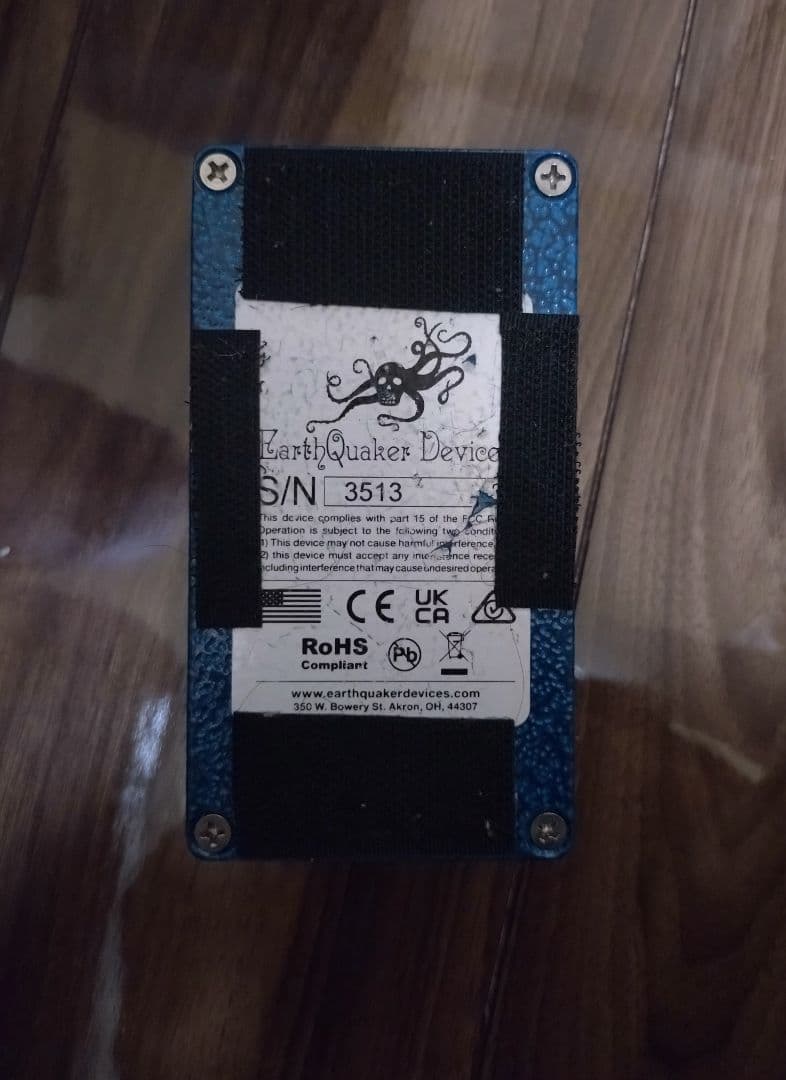 EarthQuaker Device
S/N 3513
This device complies with part 15 of the FCC
Operation is subject to the following two
1) This device may not cause harmful interference,
2) this device must accept any interference
including interference that may cause undesired
CE UK CA
RoHS Pb
Compliant
www.earthquakerdevices.com
350 W. Bowery St. Akron, OH, 44307